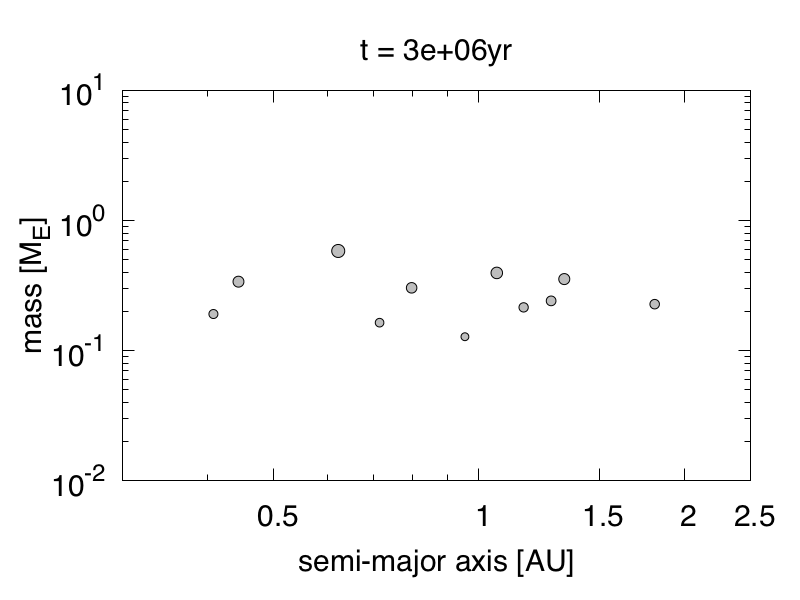 t = 3e+06yr
10^1
10^0
10^-1
10^-2
mass [M_E]
0.5 1 1.5 2 2.5
semi-major axis [AU]